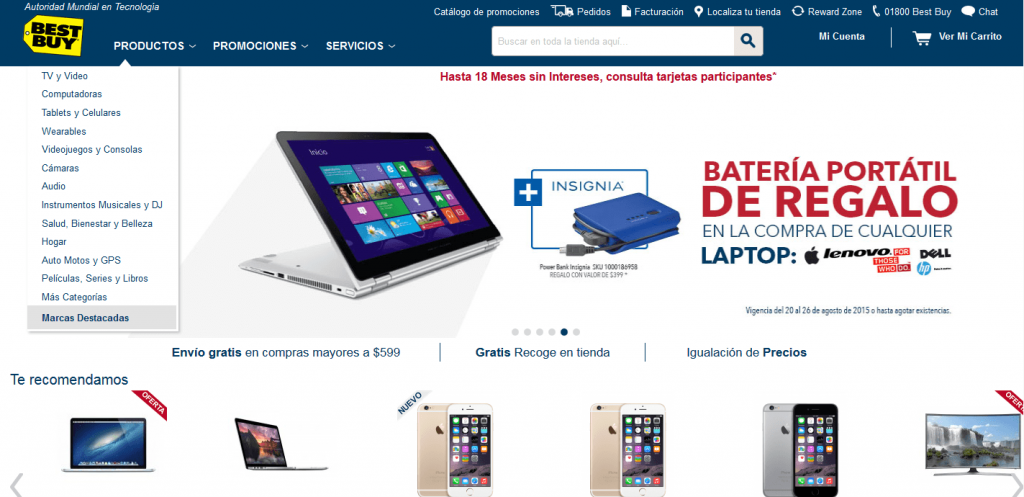 Autoridad Mundial en Tecnología
Catálogo de promociones Pedidos Facturación Localiza tu tienda Reward Zone 01800 Best Buy Chat
BEST
BUY
PRODUCTOS PROMOCIONES SERVICIOS
Buscar en toda la tienda aquí...
Mi Cuenta Ver Mi Carrito
TV y Video
Computadoras
Tablets y Celulares
Wearables
Videojuegos y Consolas
Cámaras
Audio
Instrumentos Musicales y DJ
Salud, Bienestar y Belleza
Hogar
Auto Motos y GPS
Películas, Series y Libros
Más Categorías
Marcas Destacadas
Hasta 18 Meses sin Intereses, consulta tarjetas participantes*
Inicio
+ INSIGNIA
Power Bank Insignia SKU 1000186958
REGALO CON VALOR DE $399 *
BATERÍA PORTÁTIL
DE REGALO
EN LA COMPRA DE CUALQUIER
LAPTOP: lenovo FOR THOSE WHO DO. DELL hp
Vigencia del 20 al 26 de agosto de 2015 o hasta agotar existencias.
Envío gratis en compras mayores a $599
Gratis Recoge en tienda
Igualación de Precios
Te recomendamos
OFERTA
NUEVO
OFERTA